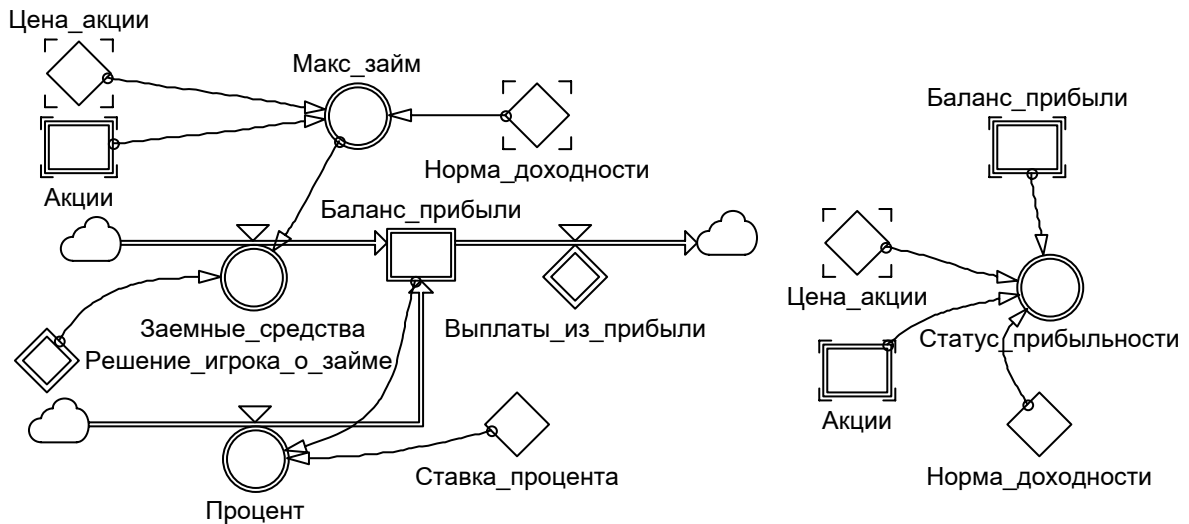 Цена_акции
Макс_займ
Акции
Норма_доходности
Баланс_прибыли
Заемные_средства
Выплаты_из_прибыли
Решение_игрока_о_займе
Ставка_процента
Процент
Баланс_прибыли
Цена_акции
Статус_прибыльности
Акции
Норма_доходности